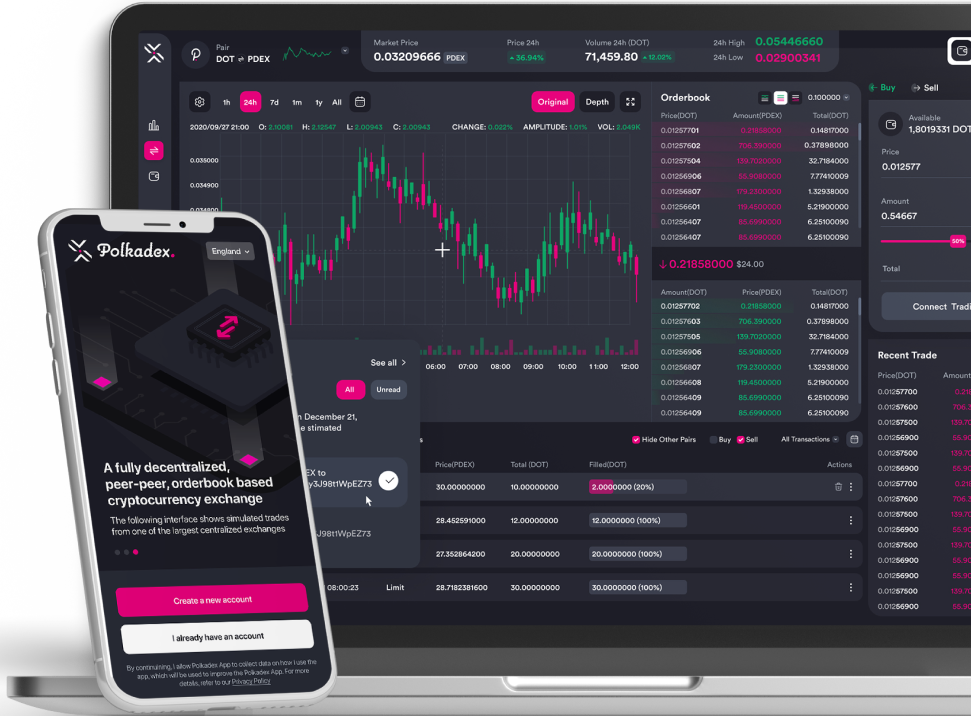 Pair
DOT ⇌ PDEX
Market Price
0.03209666 PDEX
Price 24h
36.94%
Volume 24h (DOT)
71,459.80 12.02%
24h High 0.05446660
24h Low 0.02900341
1h 24h 7d 1m 1y All
Original Depth
2020/09/27 21:00 O: 2.10081 H: 2.12547 L: 2.00943 C: 2.00943 CHANGE: 0.022% AMPLITUDE: 1.01% VOL: 2.049K
0.035000
0.034900
0.034800
06:00 07:00 08:00 09:00 10:00 11:00 12:00
Orderbook 0.100000
Price(DOT) Amount(PDEX) Total(DOT)
0.01257701 0.21858000 0.14817000
0.01257602 706.390000 0.37898000
0.01257504 139.7020000 32.7184000
0.01256906 55.9080000 7.77410009
0.01256807 179.2300000 1.32938000
0.01256601 119.4500000 5.21900000
0.01256407 85.6990000 6.25100090
0.01256407 85.6990000 6.25100090
↓0.21858000 $24.00
Amount(DOT) Price(PDEX) Total(DOT)
0.01257702 0.21858000 0.14817000
0.01257603 706.390000 0.37898000
0.01257505 139.7020000 32.7184000
0.01256906 55.9080000 7.77410009
0.01256807 179.2300000 1.32938000
0.01256608 119.4500000 5.21900000
0.01256409 85.6990000 6.25100090
0.01256409 85.6990000 6.25100090
Buy Sell
Available
1,8019331 DOT
Price
0.012577
Amount
0.54667
50%
Total
Connect Tradi
Recent Trade
Price(DOT) Amount
0.01257700 0.21
0.01257600 706.3
0.01257500 139.70
0.01256900 55.90
0.01257500 139.70
0.01256900 55.90
0.01257700 0.21
0.01257600 706.3
0.01257500 139.70
0.01256900 55.90
0.01257500 139.70
0.01256900 55.90
0.01256900 55.90
0.01257500 139.70
0.01256900 55.90
See all >
All Unread
n December 21,
e stimated
EX to
y3J98t1WpEZ73
J98t1WpEZ73
s
Hide Other Pairs Buy Sell All Transactions
Price(PDEX) Total (DOT) Filled(DOT) Actions
30.00000000 10.00000000 2.0000000 (20%)
28.452591000 12.00000000 12.0000000 (100%)
27.352864200 20.00000000 20.0000000 (100%)
08:00:23 Limit 28.7182381600 30.00000000 30.0000000 (100%)
Polkadex.
England
A fully decentralized,
peer-peer, orderbook based
cryptocurrency exchange
The following interface shows simulated trades
from one of the largest centralized exchanges
Create a new account
I already have an account
By continuining, I allow Polkadex App to collect data on how I use the
app, which will be used to improve the Polkadex App. For more
details, refer to our Privacy Policy